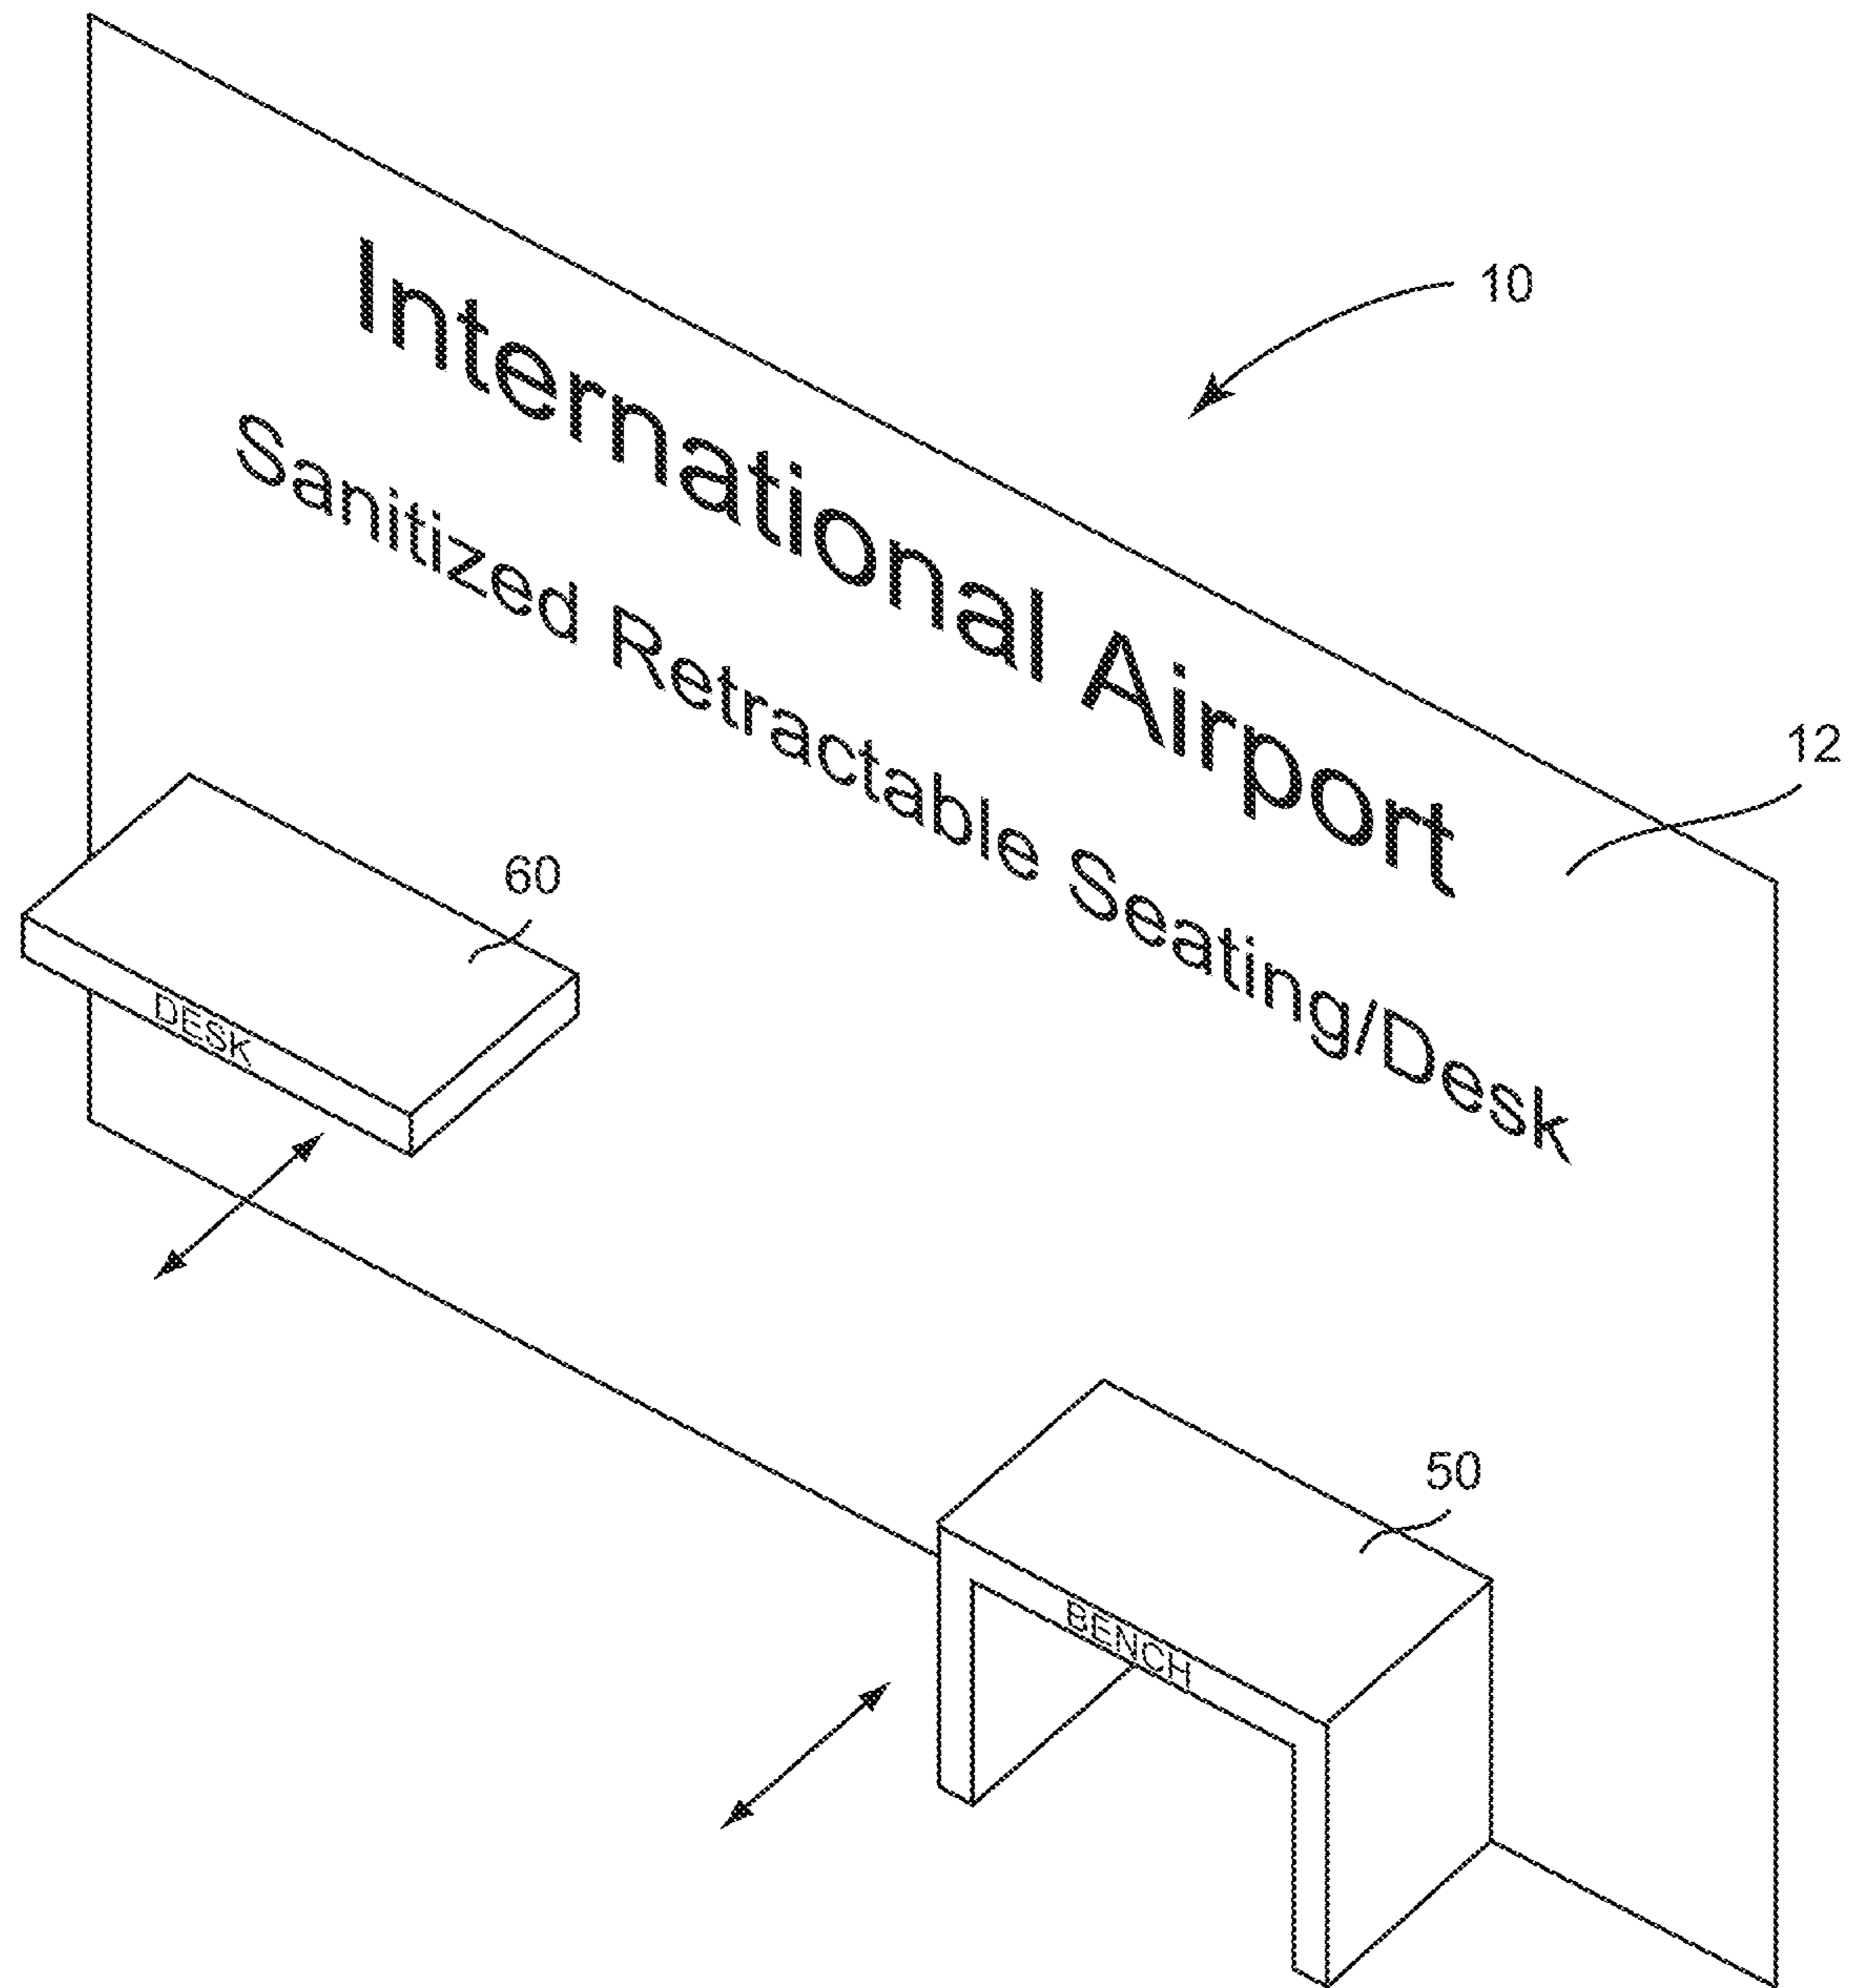 International Airport
Sanitized Retractable Seating/Desk
10
12
60
DESK
50
BENCH